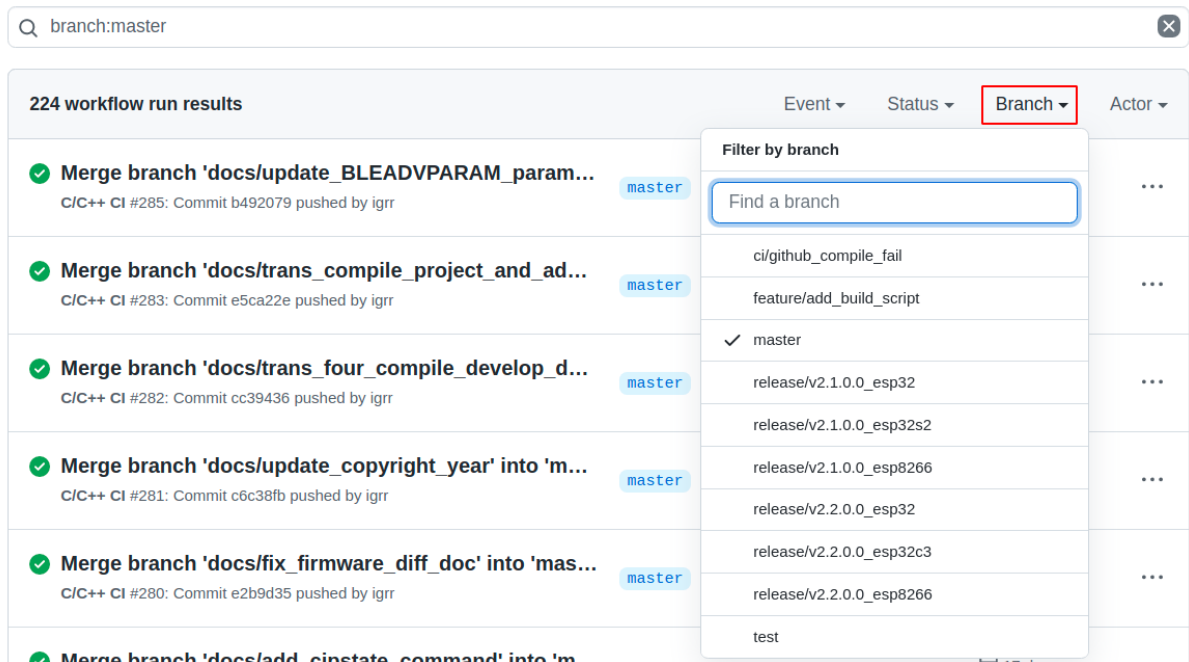 branch:master
224 workflow run results
Event Status Branch Actor
Filter by branch
Find a branch
ci/github_compile_fail
feature/add_build_script
master
release/v2.1.0.0_esp32
release/v2.1.0.0_esp32s2
release/v2.1.0.0_esp8266
release/v2.2.0.0_esp32
release/v2.2.0.0_esp32c3
release/v2.2.0.0_esp8266
test
Merge branch 'docs/update_BLEADVPARAM_param... master
C/C++ CI #285: Commit b492079 pushed by igrr
Merge branch 'docs/trans_compile_project_and_ad... master
C/C++ CI #283: Commit e5ca22e pushed by igrr
Merge branch 'docs/trans_four_compile_develop_d... master
C/C++ CI #282: Commit cc39436 pushed by igrr
Merge branch 'docs/update_copyright_year' into 'm... master
C/C++ CI #281: Commit c6c38fb pushed by igrr
Merge branch 'docs/fix_firmware_diff_doc' into 'mas... master
C/C++ CI #280: Commit e2b9d35 pushed by igrr
Merge branch 'docs/add_cipstate_command' into 'm